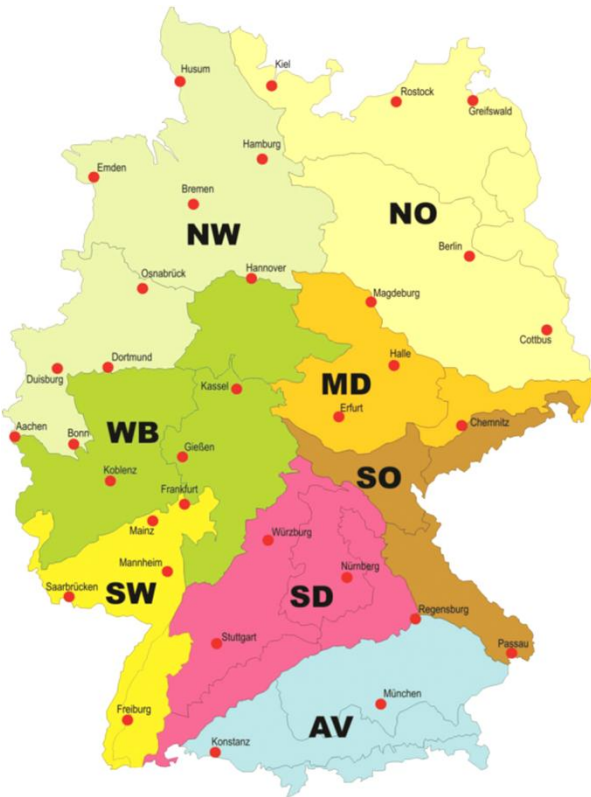 Kiel
Husum
Rostock
Greifswald
Hamburg
Emden
Bremen
NO
NW
Berlin
Hannover
Osnabrück
Magdeburg
Cottbus
Dortmund
Halle
Duisburg
MD
Kassel
Erfurt
Aachen
Bonn
WB
Chemnitz
Gießen
SO
Koblenz
Frankfurt
Mainz
Würzburg
Mannheim
Nürnberg
Saarbrücken
SW
SD
Regensburg
Stuttgart
Passau
München
Freiburg
AV
Konstanz